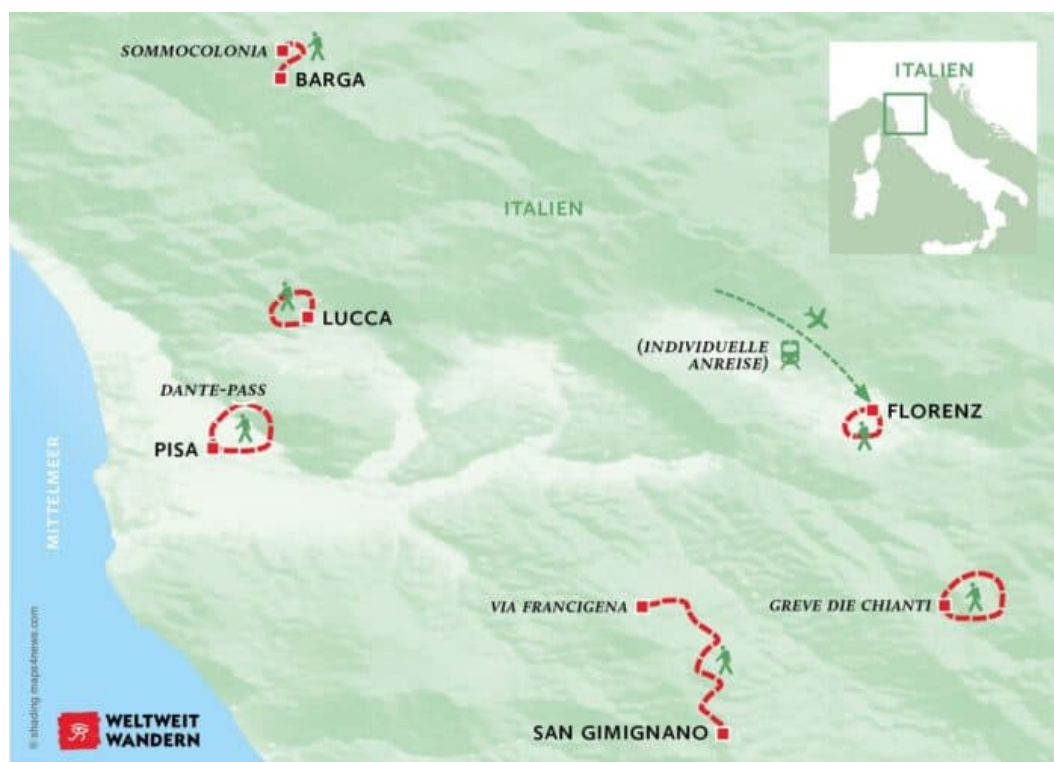 SOMMOCOLONIA
BARGA
ITALIEN
ITALIEN
LUCCA
(INDIVIDUELLE
ANREISE)
DANTE-PASS
FLORENZ
PISA
MITTELMEER
VIA FRANCIGENA
GREVE DIE CHIANTI
SAN GIMIGNANO
© shading.maps4news.com
WELTWEIT
WANDERN